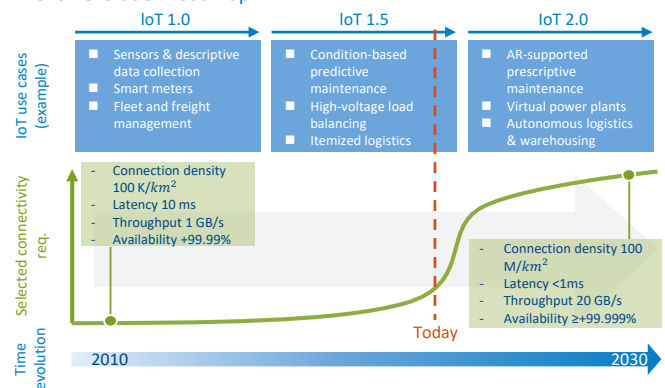 IoT 1.0
IoT 1.5
IoT 2.0
IoT use cases
(example)
■ Sensors & descriptive
data collection
■ Smart meters
■ Fleet and freight
management
■ Condition-based
predictive
maintenance
■ High-voltage load
balancing
■ Itemized logistics
■ AR-supported
prescriptive
maintenance
■ Virtual power plants
■ Autonomous logistics
& warehousing
Selected connectivity
req.
- Connection density
100 K/km²
- Latency 10 ms
- Throughput 1 GB/s
- Availability +99.99%
- Connection density 100
M/km²
- Latency <1ms
- Throughput 20 GB/s
- Availability ≥+99.999%
Today
Time
evolution
2010
2030